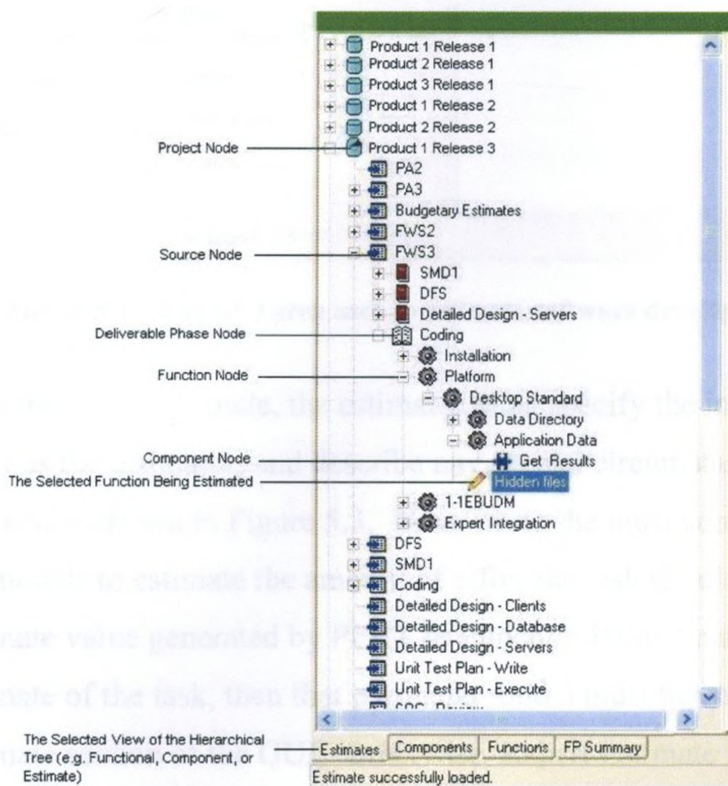 Product 1 Release 1
Product 2 Release 1
Product 3 Release 1
Product 1 Release 2
Product 2 Release 2
Project Node Product 1 Release 3
PA2
PA3
Budgetary Estimates
FWS2
Source Node FWS3
SMD1
DFS
Detailed Design - Servers
Deliverable Phase Node Coding
Installation
Function Node Platform
Desktop Standard
Data Directory
Application Data
Component Node Get Results
The Selected Function Being Estimated Hidden files
1-1EBUDM
Expert Integration
DFS
SMD1
Coding
Detailed Design - Clients
Detailed Design - Database
Detailed Design - Servers
Unit Test Plan - Write
Unit Test Plan - Execute
The Selected View of the Hierarchical
Tree (e.g. Functional, Component, or
Estimate)
Estimates Components Functions FP Summary
Estimate successfully loaded.